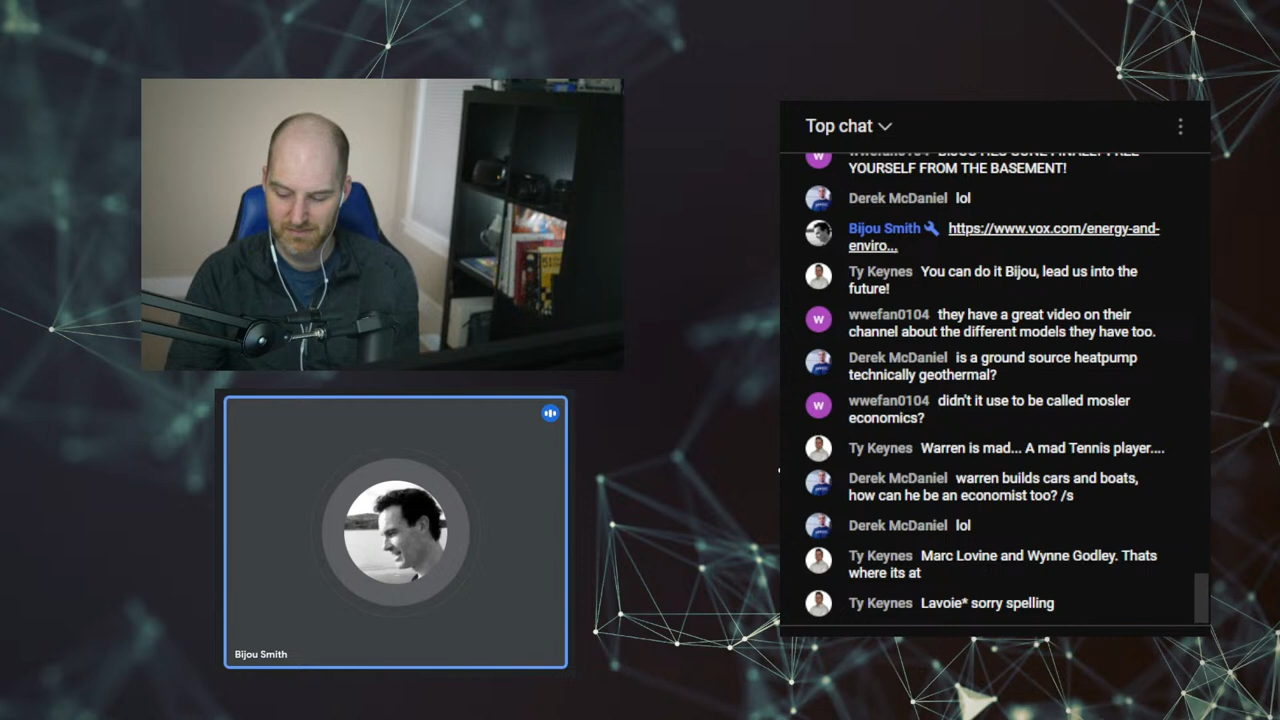 Top chat
YOURSELF FROM THE BASEMENT!
Derek McDaniel lol
Bijou Smith https://www.vox.com/energy-and-
enviro...
Ty Keynes You can do it Bijou, lead us into the
future!
w
wwefan0104 they have a great video on their
channel about the different models they have too.
Derek McDaniel is a ground source heatpump
technically geothermal?
w
wwefan0104 didn't it use to be called mosler
economics?
Ty Keynes Warren is mad... A mad Tennis player....
Derek McDaniel warren builds cars and boats,
how can he be an economist too? /s
Derek McDaniel lol
Ty Keynes Marc Lovine and Wynne Godley. Thats
where its at
Ty Keynes Lavoie* sorry spelling
Bijou Smith